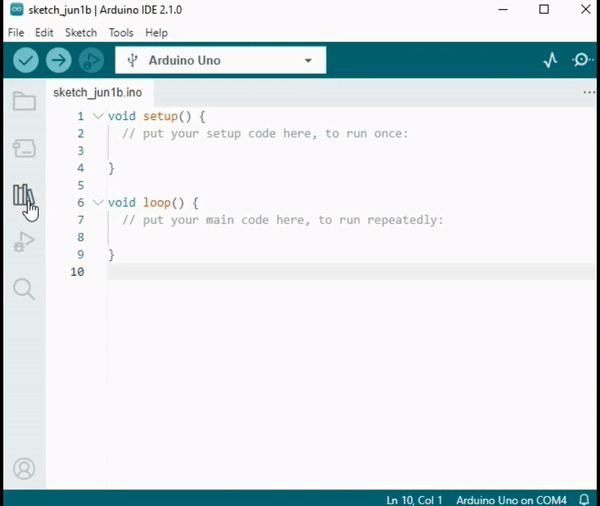 sketch_jun1b | Arduino IDE 2.1.0
File Edit Sketch Tools Help
Arduino Uno
sketch_jun1b.ino
1 void setup() {
2 // put your setup code here, to run once:
3
4 }
5
6 void loop() {
7 // put your main code here, to run repeatedly:
8
9 }
10
Ln 10, Col 1 Arduino Uno on COM4